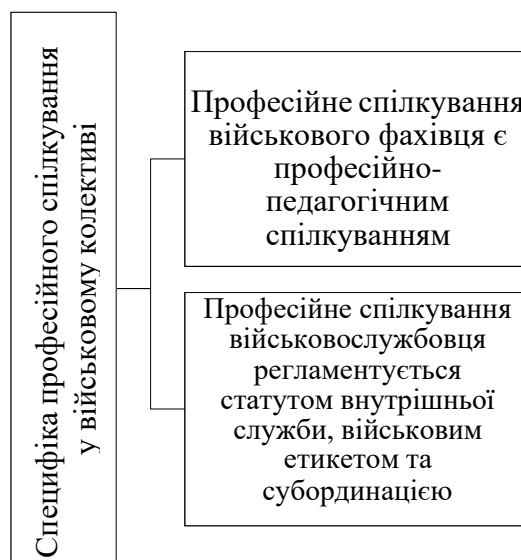 Специфіка професійного спілкування
у військовому колективі
Професійне спілкування
військового фахівця є
професійно-
педагогічним
спілкуванням
Професійне спілкування
військовослужбовця
регламентується
статутом внутрішньої
служби, військовим
етикетом та
субординацією